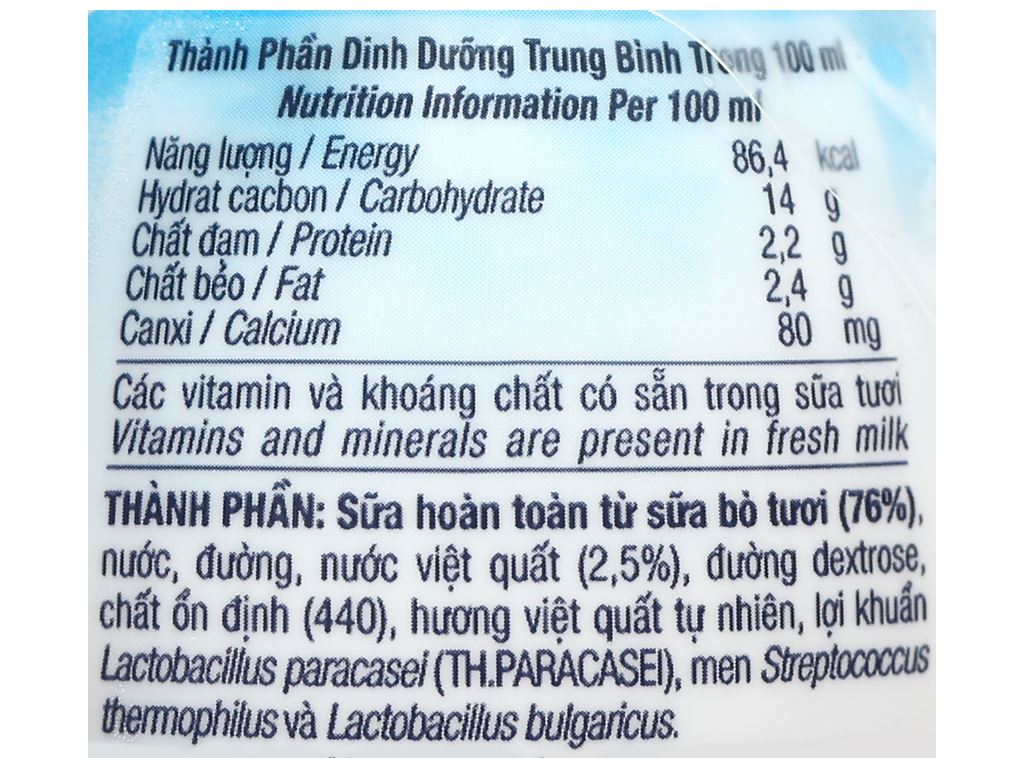 Thành Phần Dinh Dưỡng Trung Bình Trong 100 ml
Nutrition Information Per 100 ml
Năng lượng / Energy 86,4 kcal
Hydrat cacbon / Carbohydrate 14 g
Chất đạm / Protein 2,2 g
Chất béo / Fat 2,4 g
Canxi / Calcium 80 mg
Các vitamin và khoáng chất có sẵn trong sữa tươi
Vitamins and minerals are present in fresh milk
THÀNH PHẦN: Sữa hoàn toàn từ sữa bò tươi (76%),
nước, đường, nước việt quất (2,5%), đường dextrose,
chất ổn định (440), hương việt quất tự nhiên, lợi khuẩn
Lactobacillus paracasei (TH.PARACASEI), men Streptococcus
thermophilus và Lactobacillus bulgaricus.